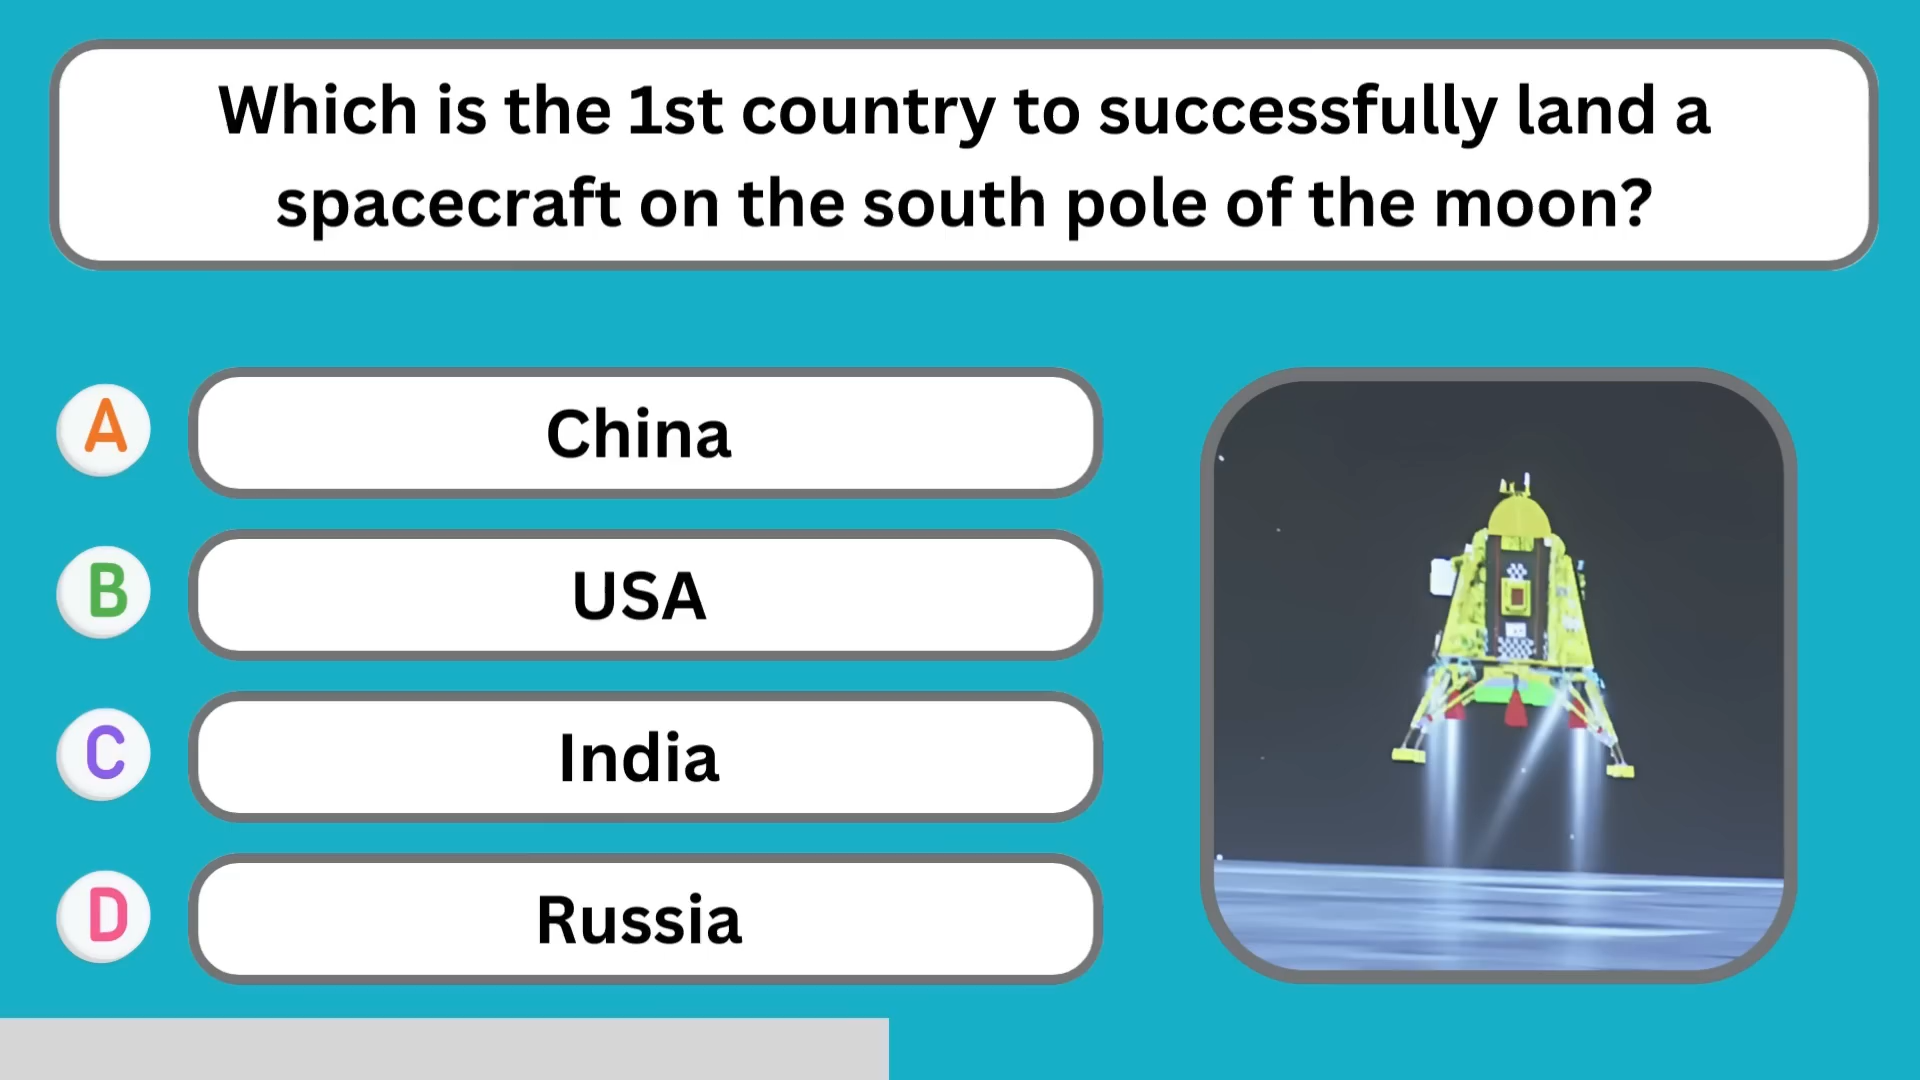 Which is the 1st country to successfully land a
spacecraft on the south pole of the moon?
A China
B USA
C India
D Russia